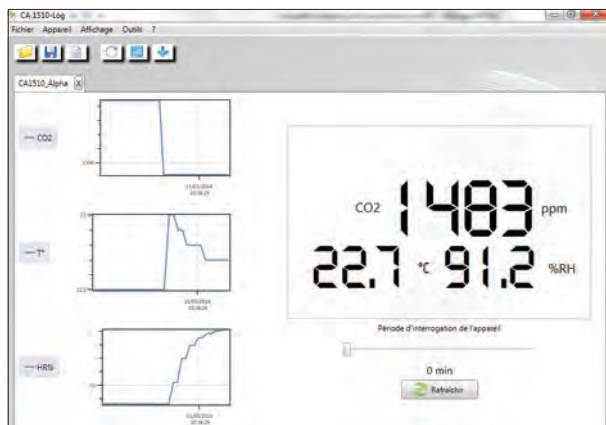 CA.1510-Log
Fichier Appareil Affichage Outils ?
CA1510_Alpha X
CO2
T°
HR%
CO2 1483 ppm
22.7 °C 91.2 %RH
Période d'interrogation de l'appareil
0 min
Rafraîchir